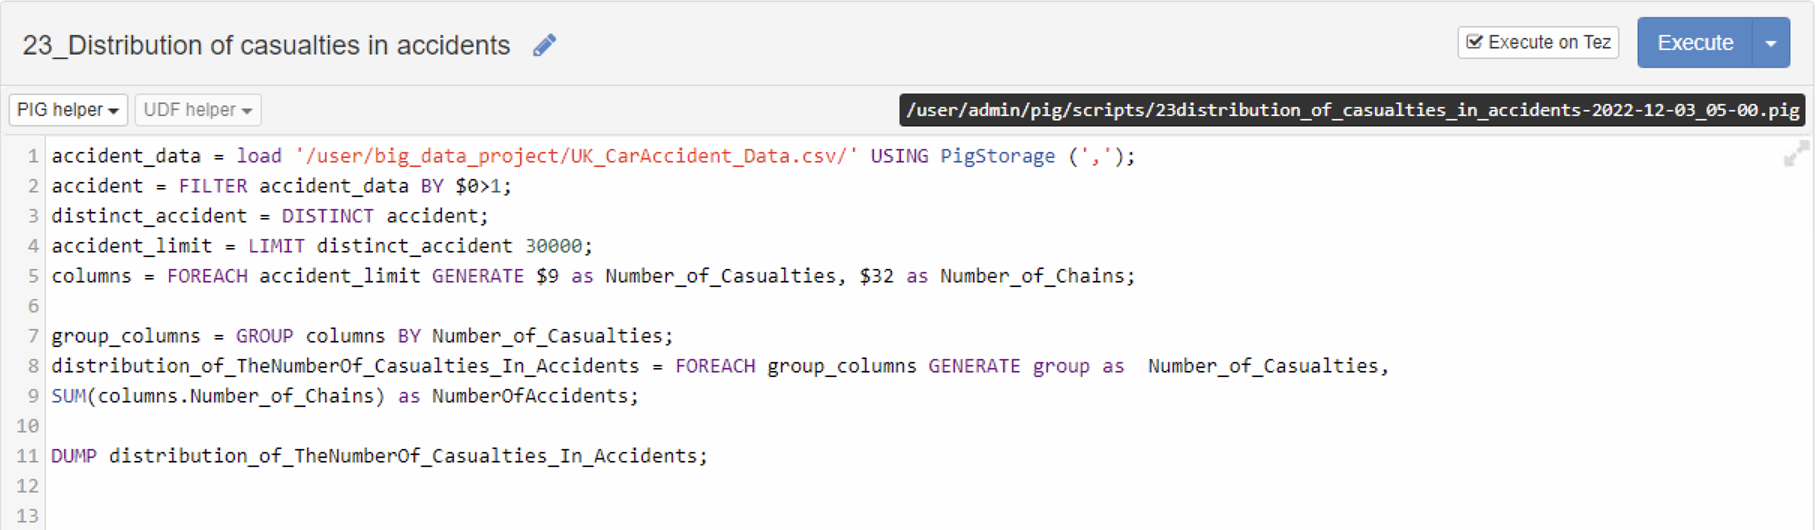 23_Distribution of casualties in accidents
Execute on Tez
Execute
PIG helper
UDF helper
/user/admin/pig/scripts/23distribution_of_casualties_in_accidents-2022-12-03_05-00.pig
1 accident_data = load '/user/big_data_project/UK_CarAccident_Data.csv/' USING PigStorage (',');
2 accident = FILTER accident_data BY $0>1;
3 distinct_accident = DISTINCT accident;
4 accident_limit = LIMIT distinct_accident 30000;
5 columns = FOREACH accident_limit GENERATE $9 as Number_of_Casualties, $32 as Number_of_Chains;
6
7 group_columns = GROUP columns BY Number_of_Casualties;
8 distribution_of_TheNumberOf_Casualties_In_Accidents = FOREACH group_columns GENERATE group as  Number_of_Casualties,
9 SUM(columns.Number_of_Chains) as NumberOfAccidents;
10
11 DUMP distribution_of_TheNumberOf_Casualties_In_Accidents;
12
13